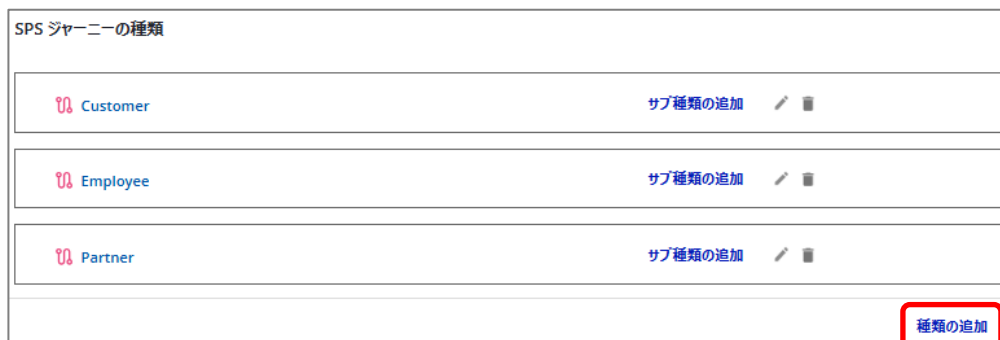 SPS ジャーニーの種類
Customer サブ種類の追加
Employee サブ種類の追加
Partner サブ種類の追加
種類の追加